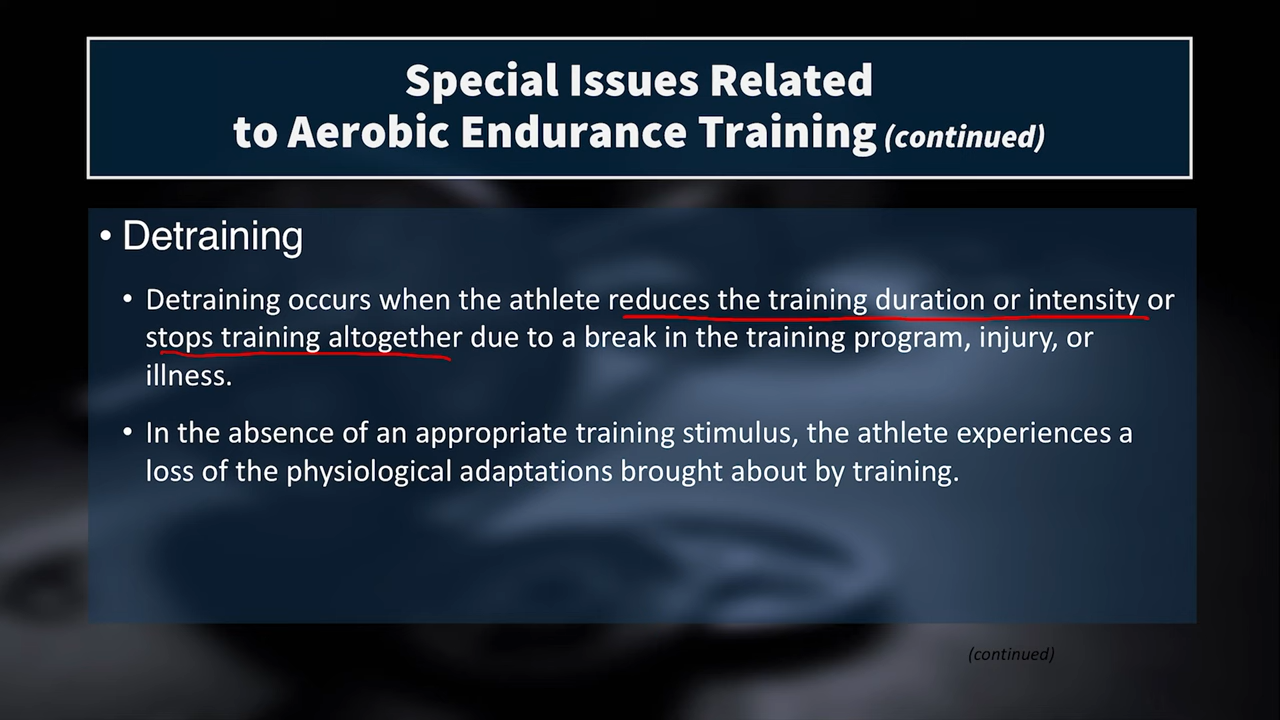 Special Issues Related
to Aerobic Endurance Training (continued)
• Detraining
• Detraining occurs when the athlete reduces the training duration or intensity or
stops training altogether due to a break in the training program, injury, or
illness.
• In the absence of an appropriate training stimulus, the athlete experiences a
loss of the physiological adaptations brought about by training.
(continued)